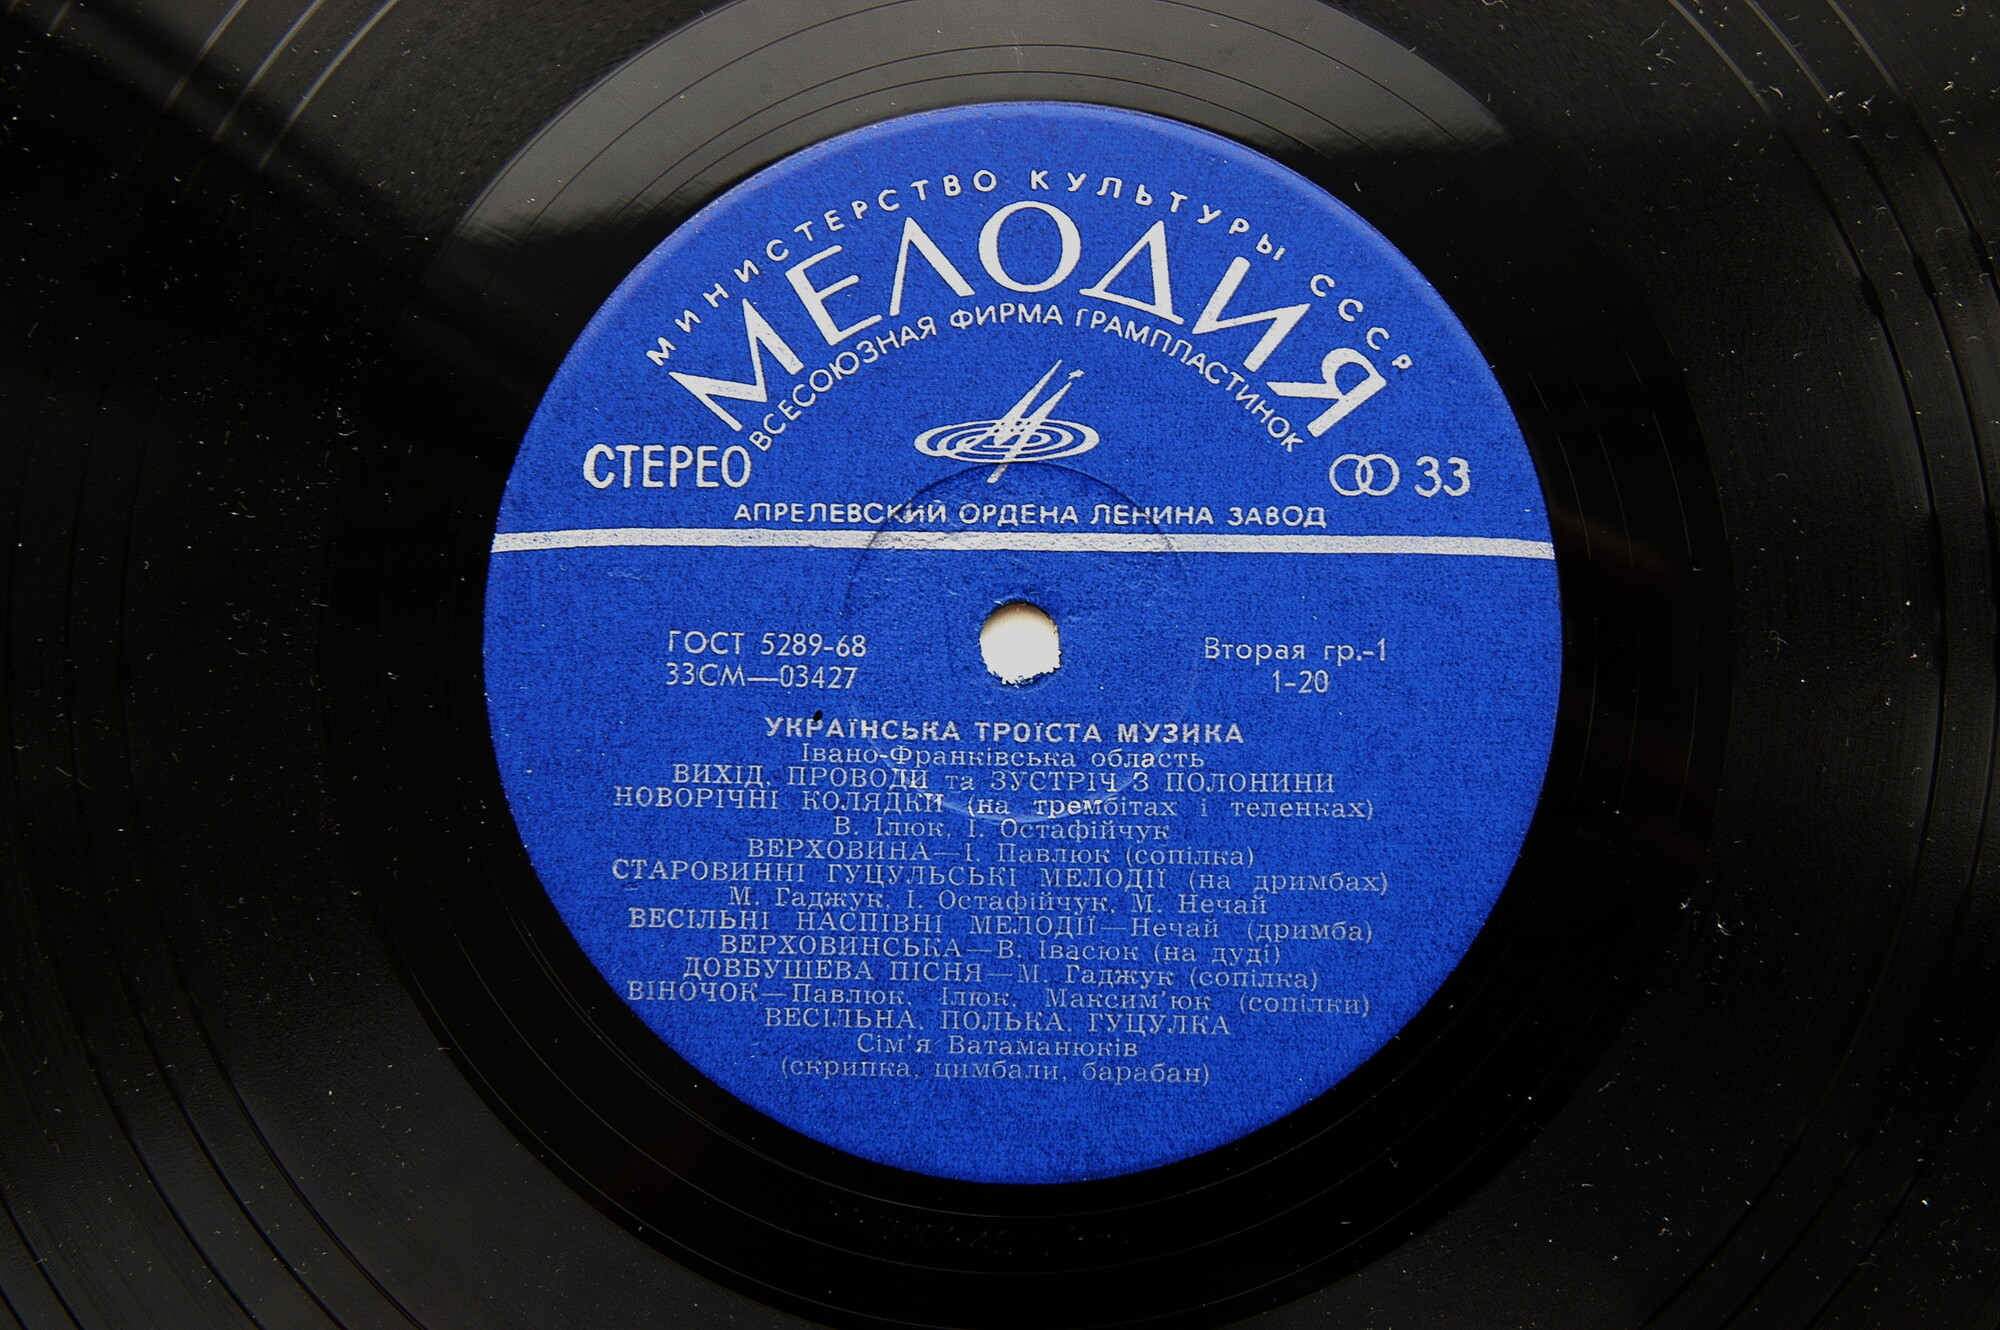 МИНИСТЕРСТВО КУЛЬТУРЫ СССР
МЕЛОДИЯ
ВСЕСОЮЗНАЯ ФИРМА ГРАМПЛАСТИНОК
СТЕРЕО
33
АПРЕЛЕВСКИЙ ОРДЕНА ЛЕНИНА ЗАВОД
ГОСТ 5289-68
33СМ—03427
Вторая гр.-1
1-20
УКРАЇНСЬКА ТРОЇСТА МУЗИКА
Івано-Франківська область
ВИХІД, ПРОВОДИ та ЗУСТРІЧ З ПОЛОНИНИ
НОВОРІЧНІ КОЛЯДКИ (на трембітах і теленках)
В. Ілюк, І. Остафійчук
ВЕРХОВИНА—І. Павлюк (сопілка)
СТАРОВИННІ ГУЦУЛЬСЬКІ МЕЛОДІЇ (на дримбах)
М. Гаджук, І. Остафійчук, М. Нечай
ВЕСІЛЬНІ НАСПІВНІ МЕЛОДІЇ—Нечай (дримба)
ВЕРХОВИНСЬКА—В. Івасюк (на дуді)
ДОВБУШЕВА ПІСНЯ—М. Гаджук (сопілка)
ВІНОЧОК—Павлюк, Ілюк, Максим'юк (сопілки)
ВЕСІЛЬНА, ПОЛЬКА, ГУЦУЛКА
Сім'я Ватаманюків
(скрипка, цимбали, барабан)